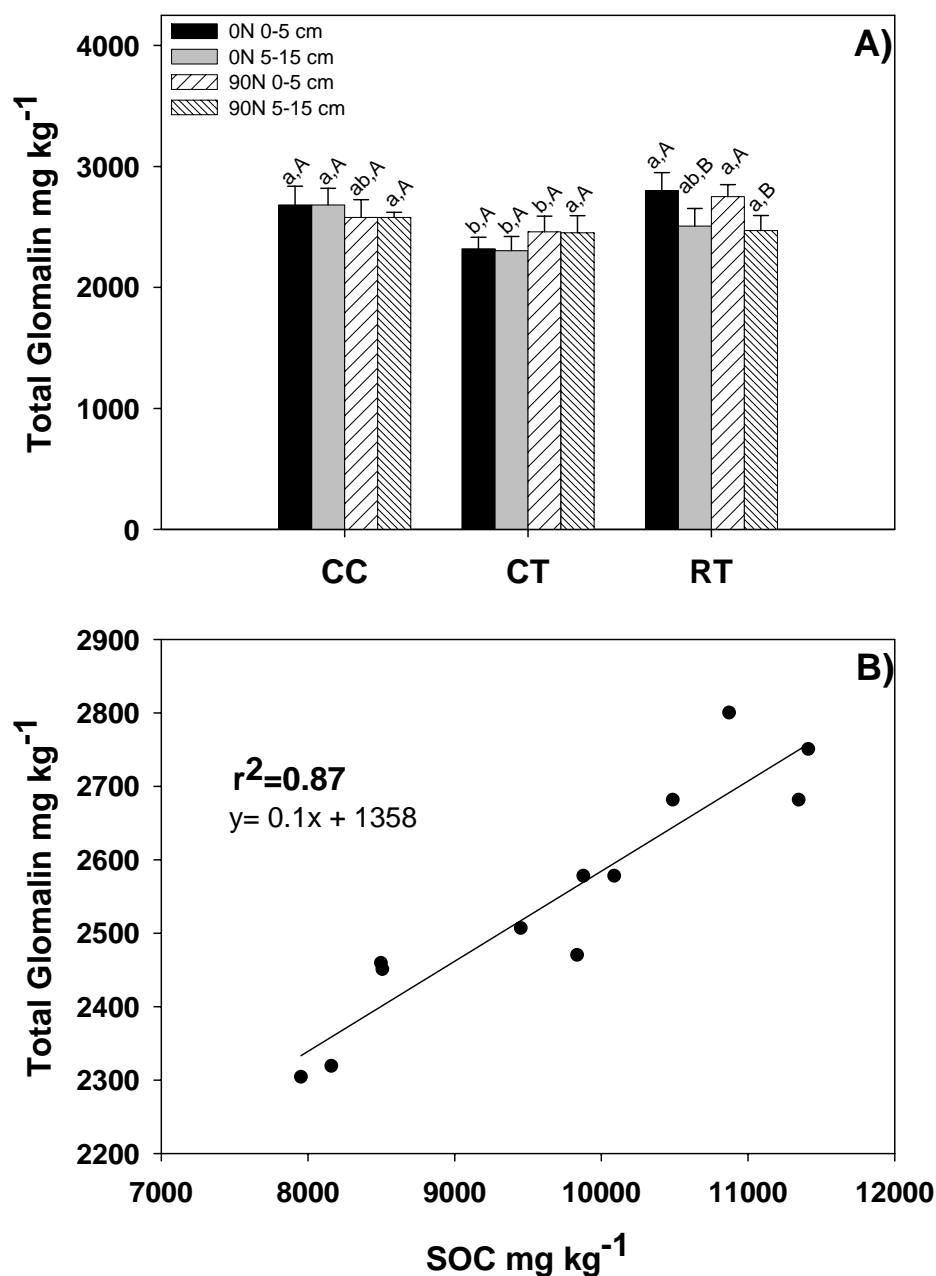 A)
0N 0-5 cm
0N 5-15 cm
90N 0-5 cm
90N 5-15 cm
Total Glomalin mg kg-1
4000
3000
2000
1000
0
a,A a,A ab,A a,A b,A b,A b,A a,A a,A ab,B a,A a,B
CC CT RT
B)
Total Glomalin mg kg-1
2900
2800
2700
2600
2500
2400
2300
2200
r2=0.87
y= 0.1x + 1358
7000 8000 9000 10000 11000 12000
SOC mg kg-1